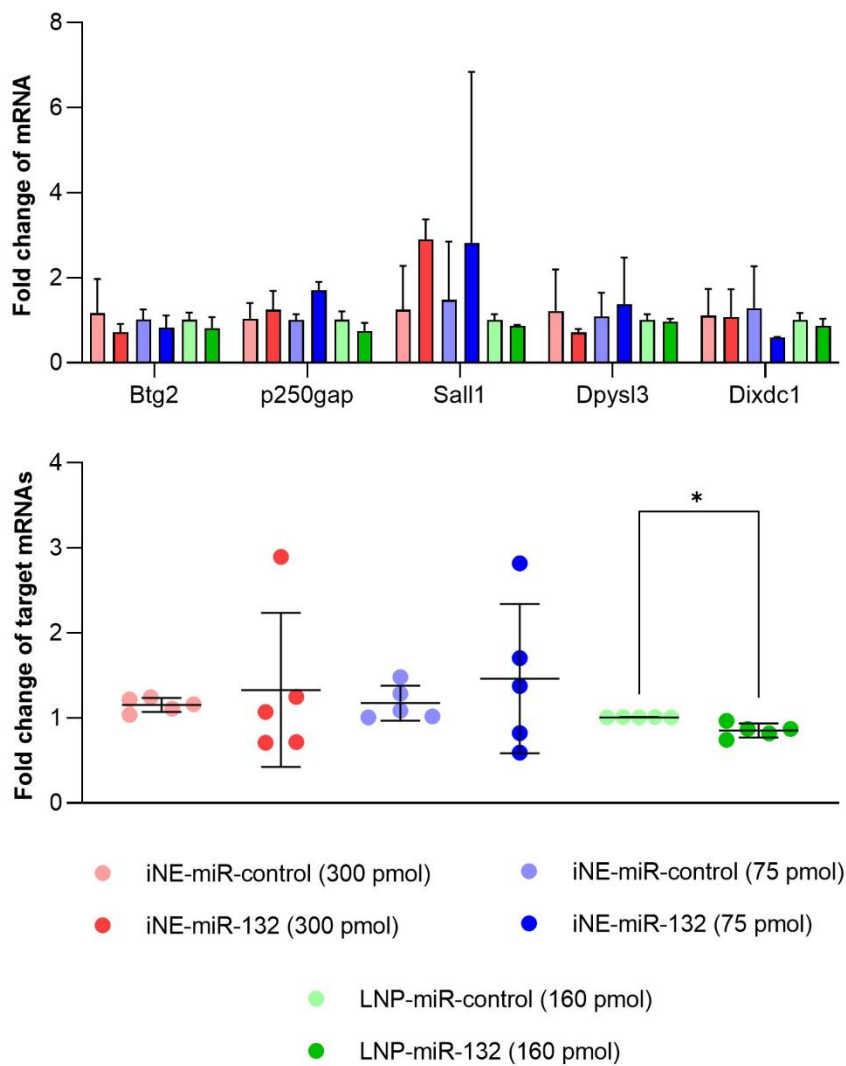 Fold change of mRNA
8
6
4
2
0
Btg2 p250gap Sall1 Dpysl3 Dixdc1
Fold change of target mRNAs
4
3
2
1
0
*
iNE-miR-control (300 pmol) iNE-miR-control (75 pmol)
iNE-miR-132 (300 pmol) iNE-miR-132 (75 pmol)
LNP-miR-control (160 pmol)
LNP-miR-132 (160 pmol)